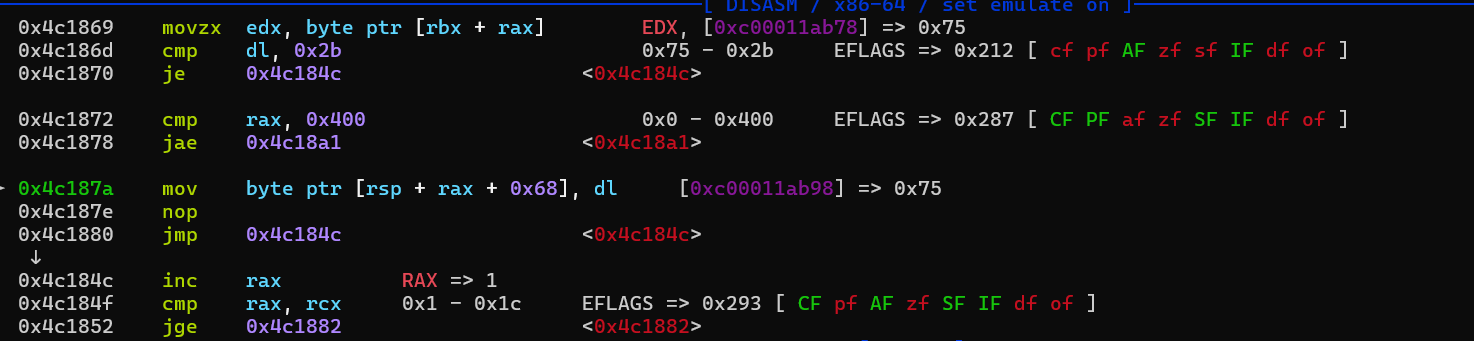 [ DISASM / x86-64 / set emulate on ]
0x4c1869 movzx edx, byte ptr [rbx + rax] EDX, [0xc00011ab78] => 0x75
0x4c186d cmp dl, 0x2b 0x75 - 0x2b EFLAGS => 0x212 [ cf pf AF zf sf IF df of ]
0x4c1870 je 0x4c184c <0x4c184c>
0x4c1872 cmp rax, 0x400 0x0 - 0x400 EFLAGS => 0x287 [ CF PF af zf SF IF df of ]
0x4c1878 jae 0x4c18a1 <0x4c18a1>
► 0x4c187a mov byte ptr [rsp + rax + 0x68], dl [0xc00011ab98] => 0x75
0x4c187e nop
0x4c1880 jmp 0x4c184c <0x4c184c>
↓
0x4c184c inc rax RAX => 1
0x4c184f cmp rax, rcx 0x1 - 0x1c EFLAGS => 0x293 [ CF pf AF zf SF IF df of ]
0x4c1852 jge 0x4c1882 <0x4c1882>